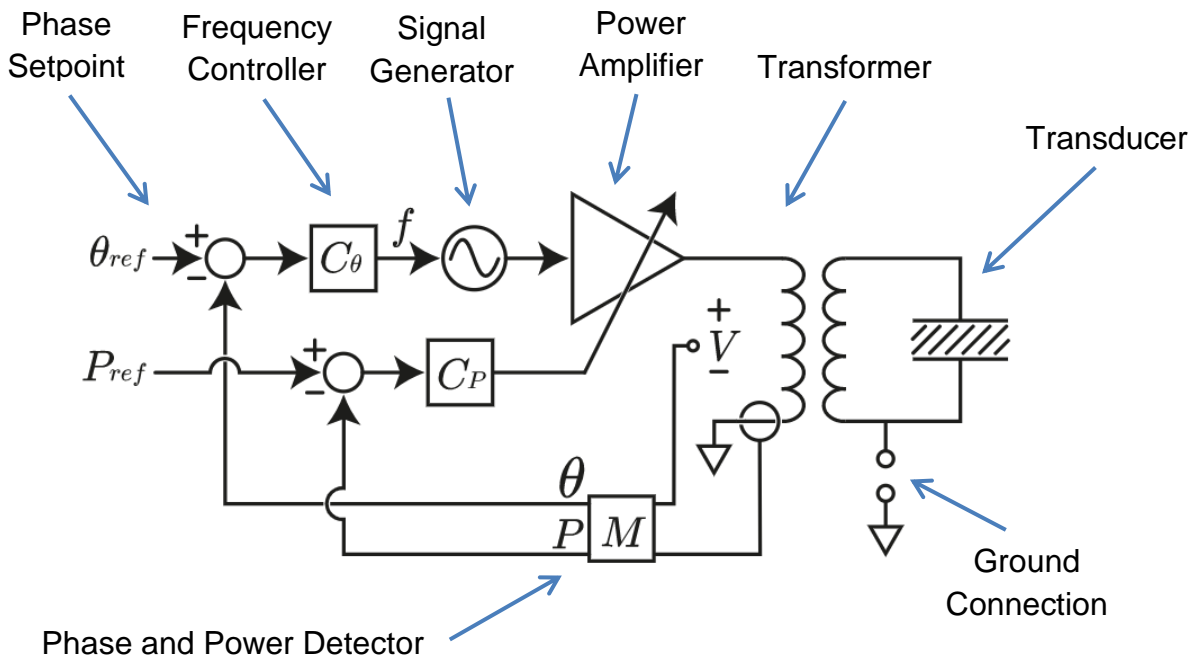 Phase
Setpoint
Frequency
Controller
Signal
Generator
Power
Amplifier
Transformer
Transducer
θref
+
−
Cθ
f
+
V
−
Pref
+
−
CP
θ
P
M
Ground
Connection
Phase and Power Detector